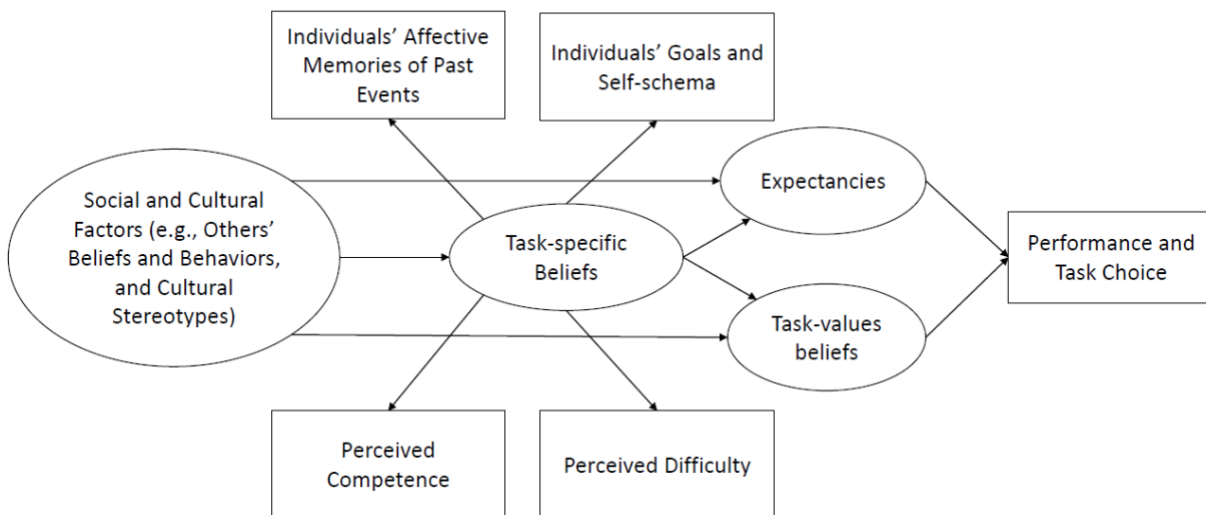 Individuals’ Affective
Memories of Past
Events
Individuals’ Goals and
Self-schema
Social and Cultural
Factors (e.g., Others’
Beliefs and Behaviors,
and Cultural
Stereotypes)
Task-specific
Beliefs
Expectancies
Task-values
beliefs
Performance and
Task Choice
Perceived
Competence
Perceived Difficulty